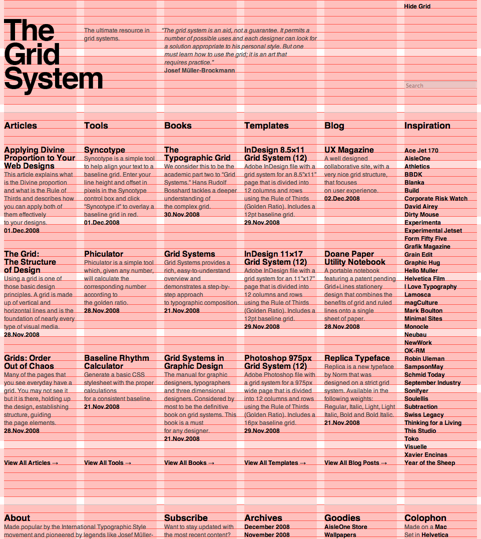 Hide Grid
The
Grid
System
The ultimate resource in
grid systems.
"The grid system is an aid, not a guarantee. It permits a
number of possible uses and each designer can look for
a solution appropriate to his personal style. But one
must learn how to use the grid; it is an art that
requires practice."
Josef Müller-Brockmann
Search
Articles
Tools
Books
Templates
Blog
Inspiration
Applying Divine
Proportion to Your
Web Designs
This article explains what
is the Divine Proportion
and what is the Rule of
Thirds and describes how
you can apply both of
them effectively
to your designs.
01.Dec.2008
Syncotype
Syncotype is a simple tool
to help align your text to a
baseline grid. Enter your
line height and offset in
pixels in the Syncotype
control box and click
"Syncotype it" to overlay a
baseline grid in red.
01.Dec.2008
The
Typographic Grid
We consider this to be the
academic part two to "Grid
Systems." Hans Rudolf
Bosshard tackles a deeper
understanding of
the complex grid.
30.Nov.2008
InDesign 8.5x11
Grid System (12)
Adobe InDesign file with a
grid system for an 8.5"x11"
page that is divided into
12 columns and rows
using the Rule of Thirds
(Golden Ratio). Includes a
12pt baseline grid.
29.Nov.2008
UX Magazine
A well designed
collaborative site, with a
very nice grid structure,
that focuses
on user experience.
02.Dec.2008
Ace Jet 170
AisleOne
Athletics
BBDK
Blanka
Build
Corporate Risk Watch
David Airey
Dirty Mouse
Experimenta
Experimental Jetset
Form Fifty Five
Grafik Magazine
Grain Edit
Graphic Hug
Hello Muller
Helvetica Film
I Love Typography
Lamosca
magCulture
Mark Boulton
Minimal Sites
Monocle
Neubau
NewWork
OK-RM
Robin Uleman
SampsonMay
Schmid Today
September Industry
Sonifyer
Soulellis
Subtraction
Swiss Legacy
Thinking for a Living
This Studio
Toko
Visuelle
Xavier Encinas
Year of the Sheep
The Grid:
The Structure
of Design
Using a grid is one of
those basic design
principles. A grid is made
up of vertical and
horizontal lines and is the
foundation of nearly every
type of visual media.
28.Nov.2008
Phiculator
Phiculator is a simple tool
which, given any number,
will calculate the
corresponding number
according to
the golden ratio.
28.Nov.2008
Grid Systems
Grid Systems provides a
rich, easy-to-understand
overview and
demonstrates a step-by-
step approach
to typographic composition.
21.Nov.2008
InDesign 11x17
Grid System (12)
Adobe InDesign file with a
grid system for an 11"x17"
page that is divided into
12 columns and rows
using the Rule of Thirds
(Golden Ratio). Includes a
12pt baseline grid.
29.Nov.2008
Doane Paper
Utility Notebook
A portable notebook
featuring a patent pending
Grid+Lines stationery
design that combines the
benefits of grid and ruled
lines onto a single
sheet of paper.
28.Nov.2008
Grids: Order
Out of Chaos
Many of the pages that
you see everyday have a
grid. You may not see it
but it is there, holding up
the design, establishing
structure, guiding
the page elements.
28.Nov.2008
Baseline Rhythm
Calculator
Generate a basic CSS
stylesheet with the proper
calculations
for a consistent baseline.
21.Nov.2008
Grid Systems in
Graphic Design
The manual for graphic
designers, typographers
and three dimensional
designers. Considered by
most to be the definitive
book on grid systems. This
book is a must
for any designer.
21.Nov.2008
Photoshop 975px
Grid System (12)
Adobe Photoshop file with
a grid system for a 975px
page that is divided
into 12 columns and rows
using the Rule of Thirds
(Golden Ratio). Includes a
16px baseline grid.
29.Nov.2008
Replica Typeface
Replica is a new typeface
by Norm that was
designed on a strict grid
system. Available in the
following weights:
Regular, Italic, Light, Light
Italic, Bold and Bold Italic.
21.Nov.2008
View All Articles →
View All Tools →
View All Books →
View All Templates →
View All Blog Posts →
About
Made popular by the International Typographic Style
movement and pioneered by legends like Josef Müller-
Subscribe
Want to stay updated with
the most recent content?
Archives
December 2008
November 2008
Goodies
AisleOne Store
Wallpapers
Colophon
Made on a Mac
Set in Helvetica